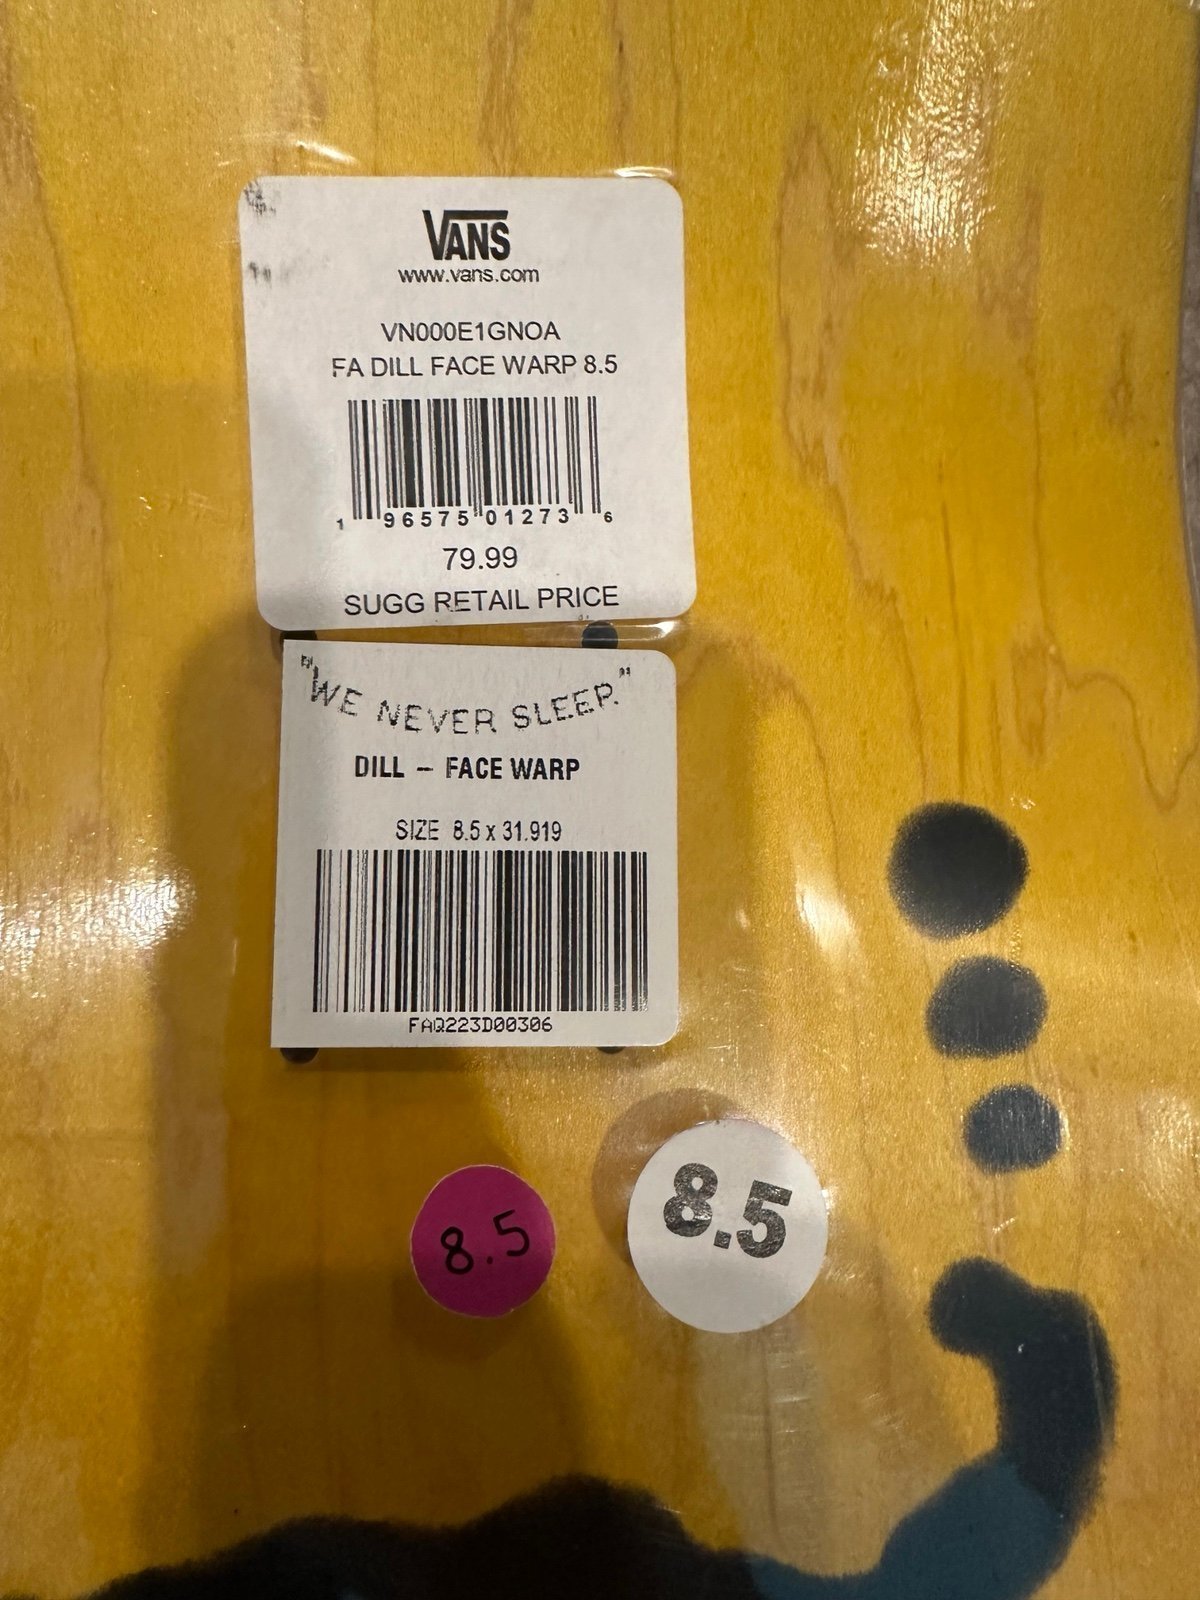 VANS
www.vans.com
VN000E1GNOA
FA DILL FACE WARP 8.5
1 96575 01273 6
79.99
SUGG RETAIL PRICE
"WE NEVER SLEEP."
DILL – FACE WARP
SIZE 8.5 x 31.919
FAQ223D00306
8.5
8.5